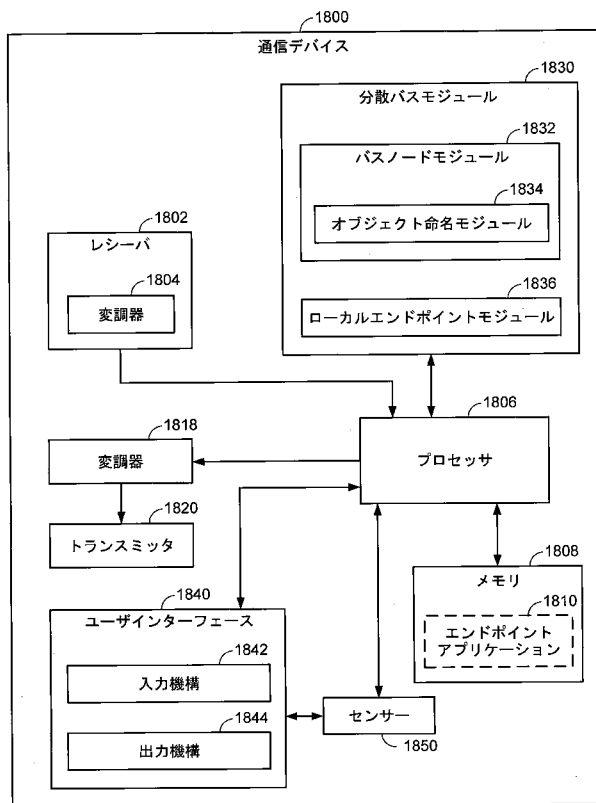 1800
通信デバイス
1830
分散バスモジュール
1832
バスノードモジュール
1834
オブジェクト命名モジュール
1836
ローカルエンドポイントモジュール
1802
レシーバ
1804
変調器
1806
プロセッサ
1818
変調器
1820
トランスミッタ
1808
メモリ
1810
エンドポイント
アプリケーション
1840
ユーザインターフェース
1842
入力機構
1844
出力機構
センサー
1850